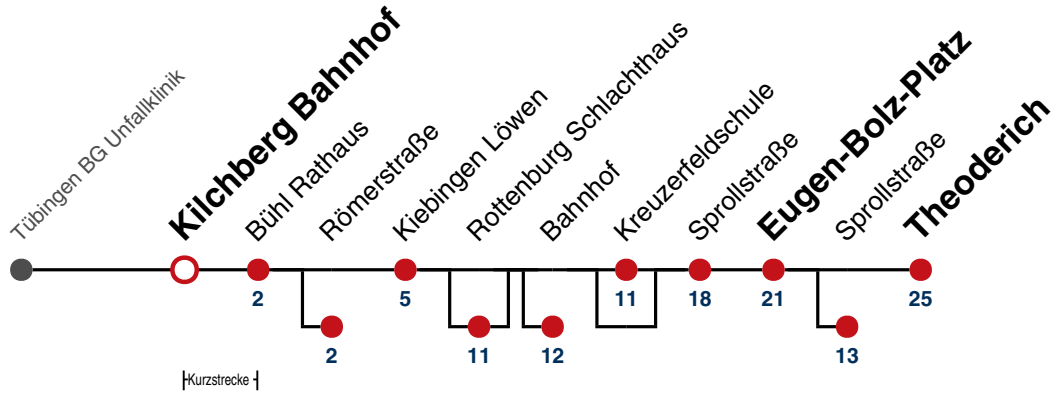 Tübingen BG Unfallklinik
Kilchberg Bahnhof
Bühl Rathaus
Römerstraße
Kiebingen Löwen
Rottenburg Schlachthaus
Bahnhof
Kreuzerfeldschule
Sprollstraße
Eugen-Bolz-Platz
Sprollstraße
Theoderich
2
5
11
18
21
25
2
11
12
13
Kurzstrecke